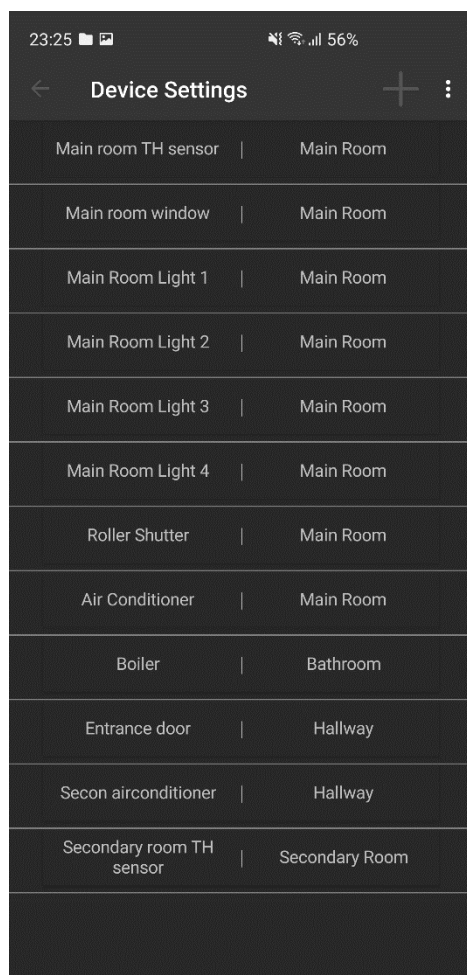 23:25 56%
Device Settings
Main room TH sensor | Main Room
Main room window | Main Room
Main Room Light 1 | Main Room
Main Room Light 2 | Main Room
Main Room Light 3 | Main Room
Main Room Light 4 | Main Room
Roller Shutter | Main Room
Air Conditioner | Main Room
Boiler | Bathroom
Entrance door | Hallway
Secon airconditioner | Hallway
Secondary room TH
sensor | Secondary Room